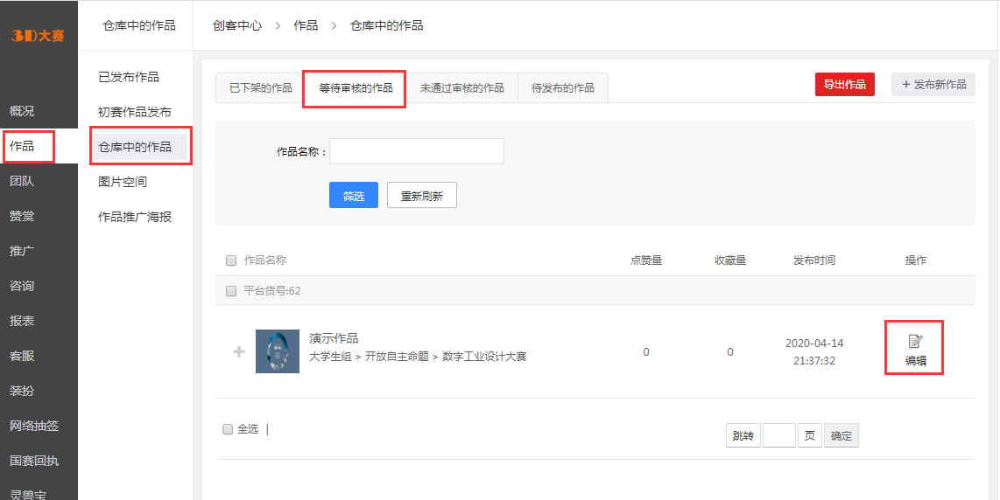 3D大赛
概况
作品
团队
赞赏
推广
咨询
报表
客服
装扮
网络抽签
国赛回执
灵兽宝
仓库中的作品
已发布作品
初赛作品发布
仓库中的作品
图片空间
作品推广海报
创客中心 > 作品 > 仓库中的作品
已下架的作品 等待审核的作品 未通过审核的作品 待发布的作品 导出作品 + 发布新作品
作品名称：
筛选 重新刷新
作品名称 点赞量 收藏量 发布时间 操作
平台货号:62
演示作品
大学生组 > 开放自主命题 > 数字工业设计大赛
0 0
2020-04-14
21:37:32
编辑
全选 |
跳转 页 确定